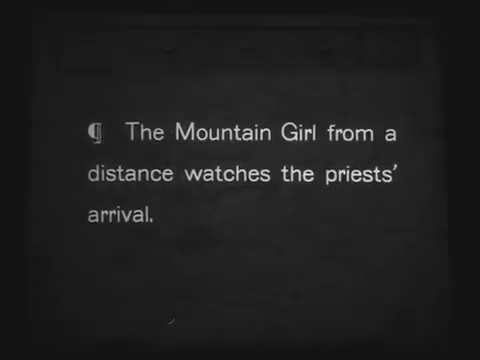 ¶ The Mountain Girl from a
distance watches the priests'
arrival.